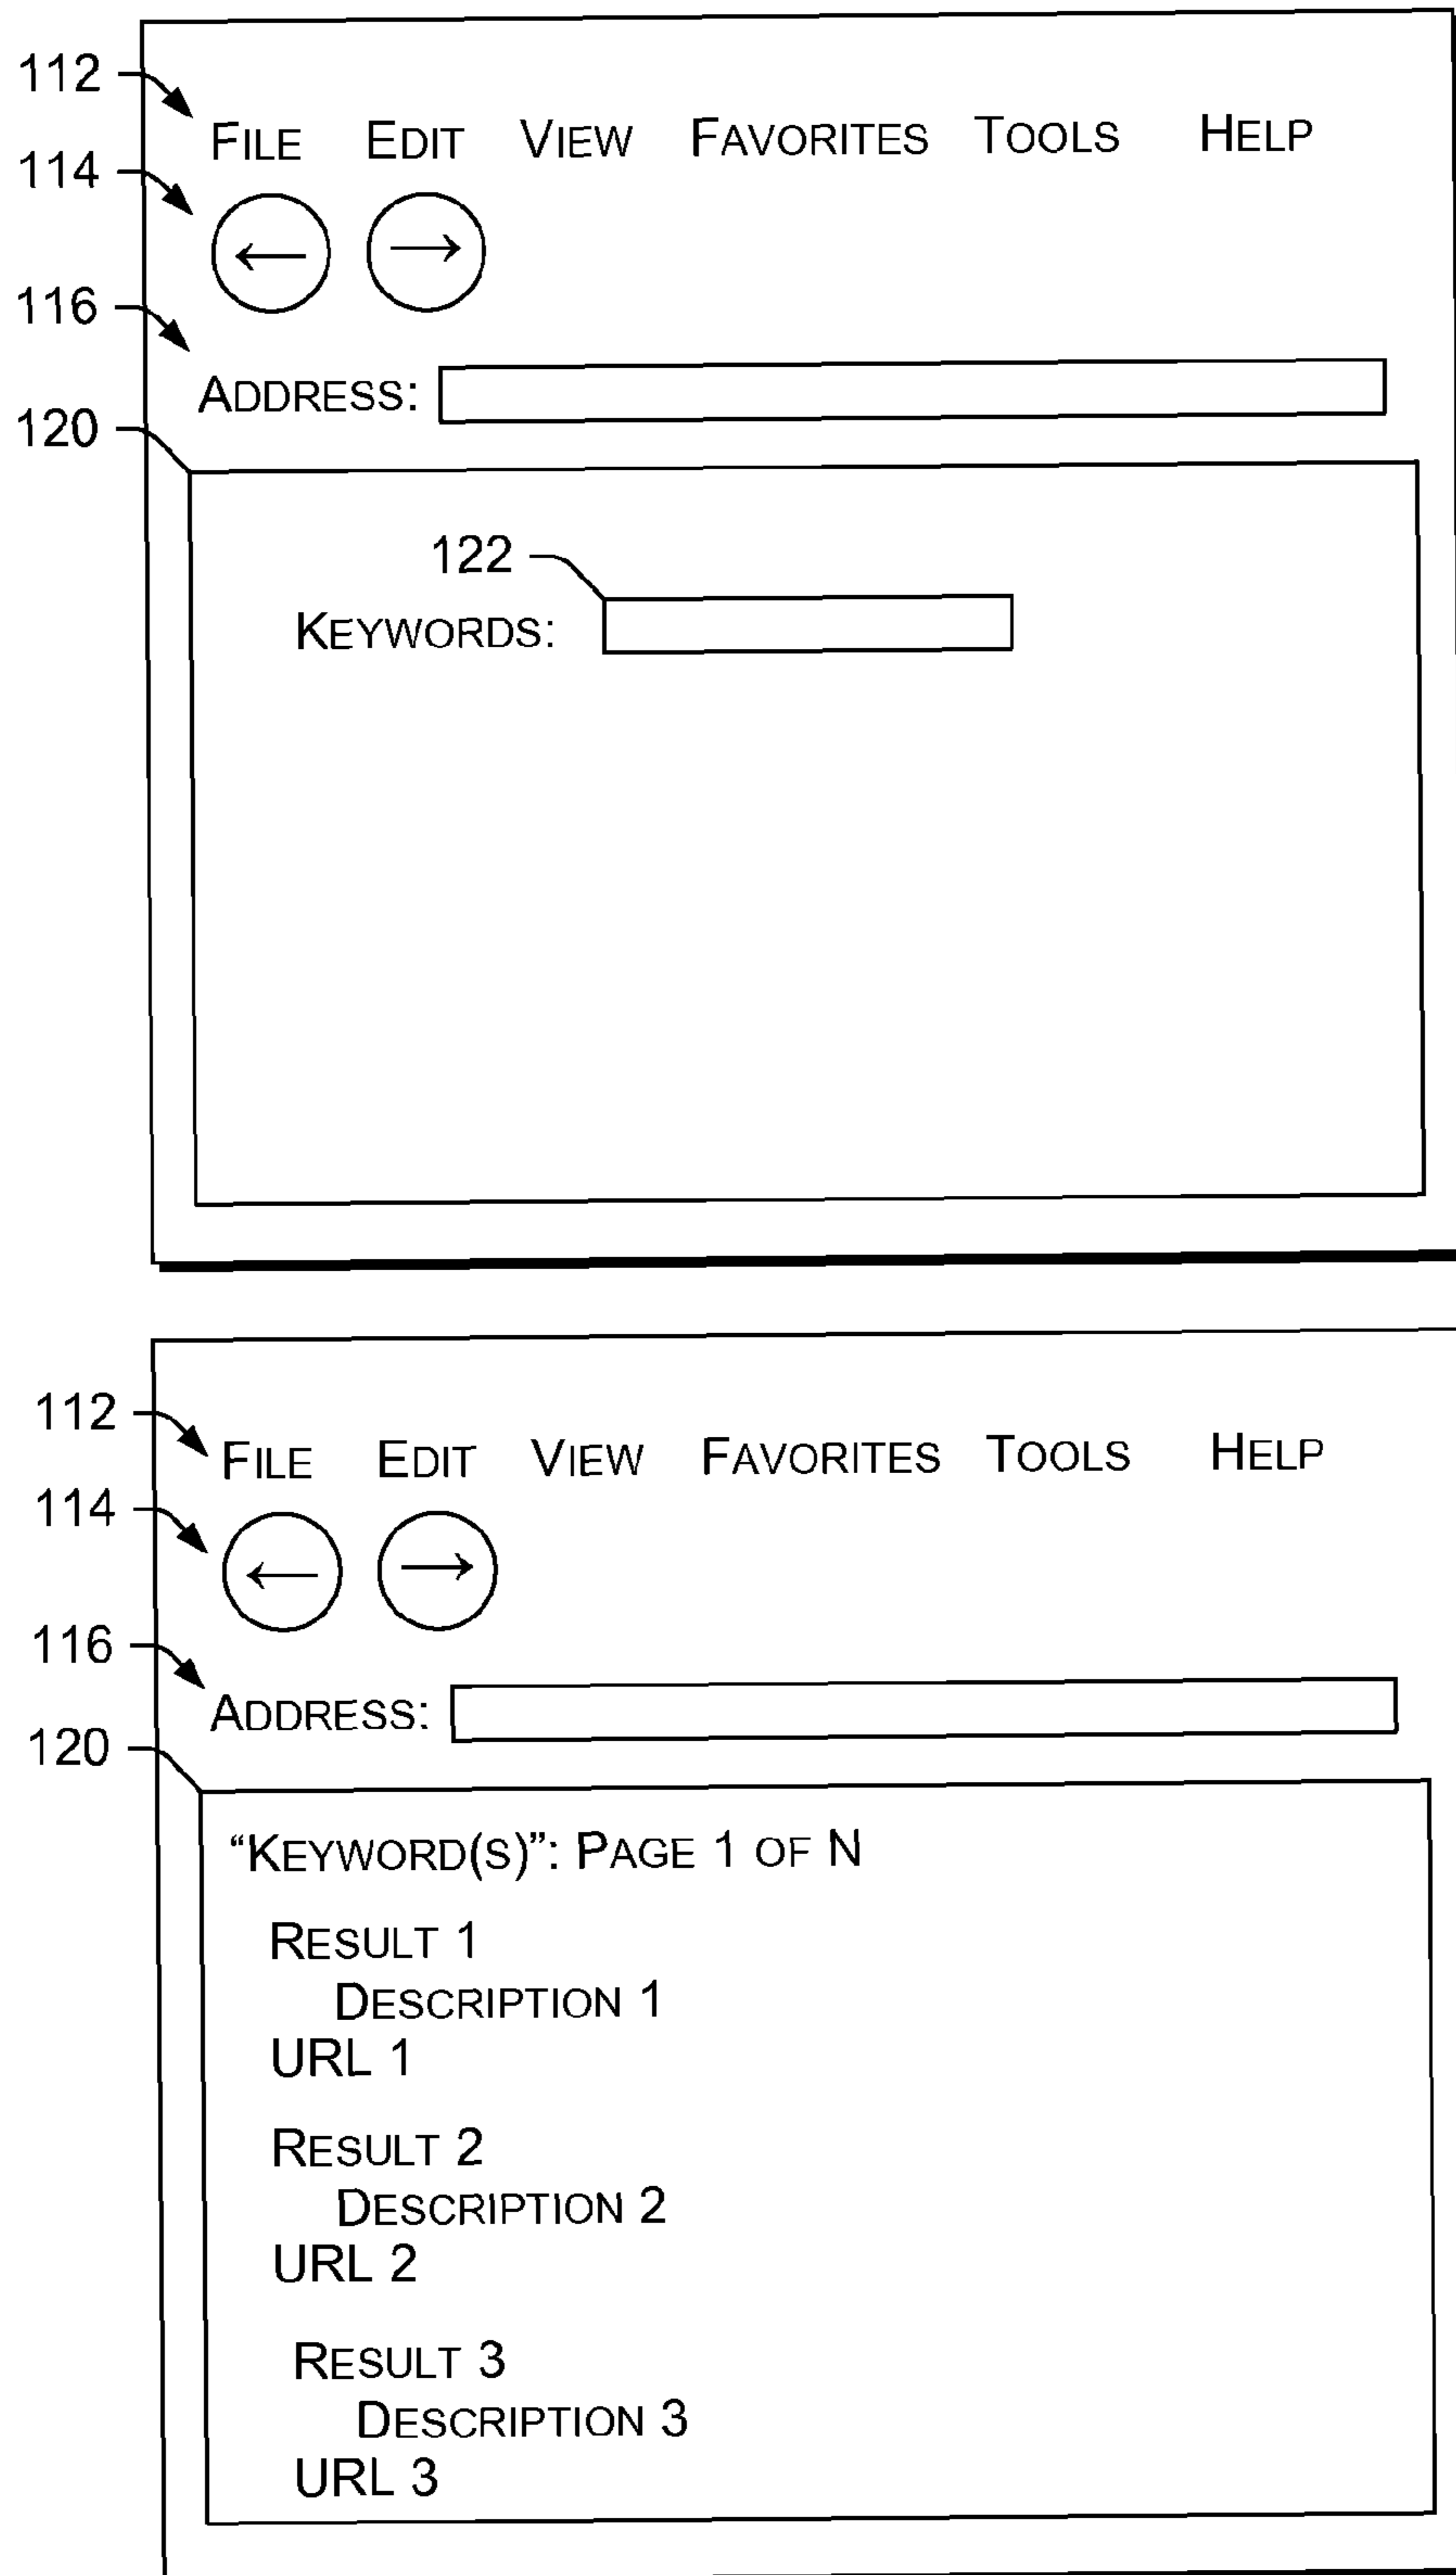 112
FILE EDIT VIEW FAVORITES TOOLS HELP
114
116
ADDRESS:
120
122
KEYWORDS:
112
FILE EDIT VIEW FAVORITES TOOLS HELP
114
116
ADDRESS:
120
“KEYWORD(S)”: PAGE 1 OF N
RESULT 1
DESCRIPTION 1
URL 1
RESULT 2
DESCRIPTION 2
URL 2
RESULT 3
DESCRIPTION 3
URL 3